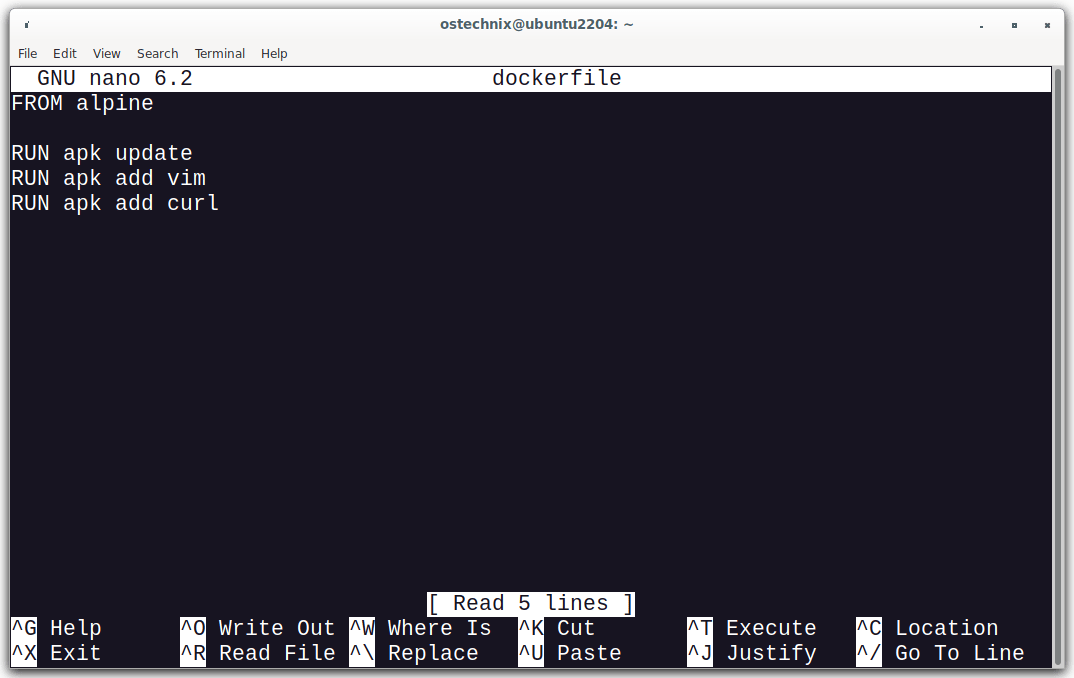 ostechnix@ubuntu2204: ~
File Edit View Search Terminal Help
GNU nano 6.2 dockerfile
FROM alpine
RUN apk update
RUN apk add vim
RUN apk add curl
[ Read 5 lines ]
^G Help ^O Write Out ^W Where Is ^K Cut ^T Execute ^C Location
^X Exit ^R Read File ^\ Replace ^U Paste ^J Justify ^/ Go To Line